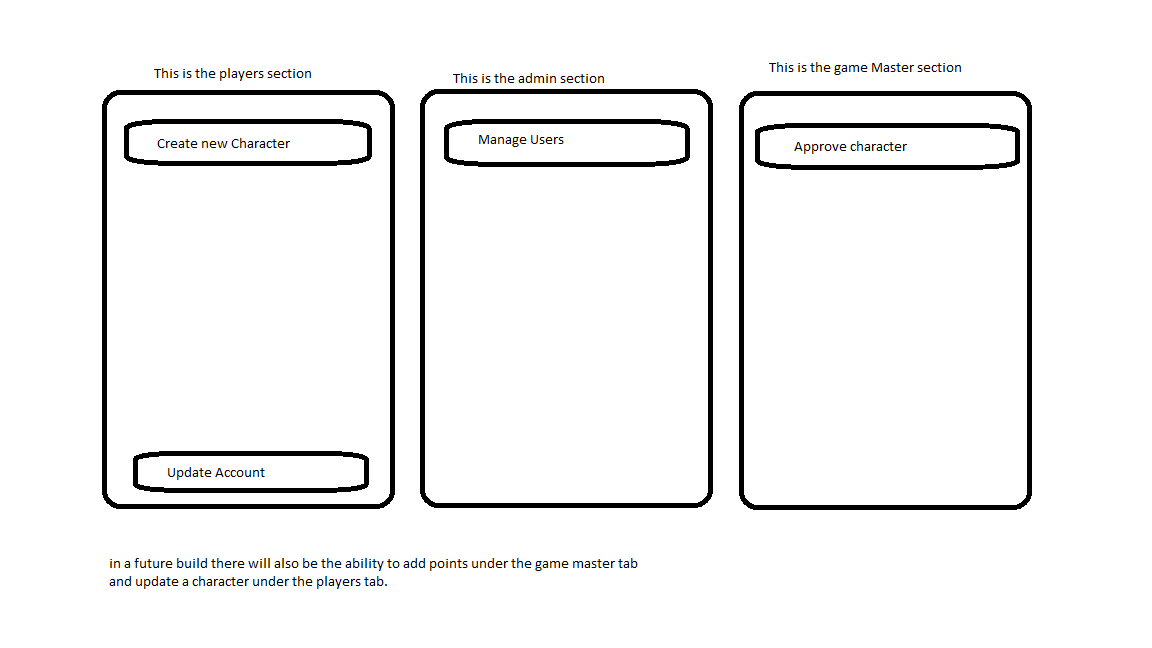 This is the players section
This is the admin section
This is the game Master section
Create new Character
Manage Users
Approve character
Update Account
in a future build there will also be the ability to add points under the game master tab
and update a character under the players tab.